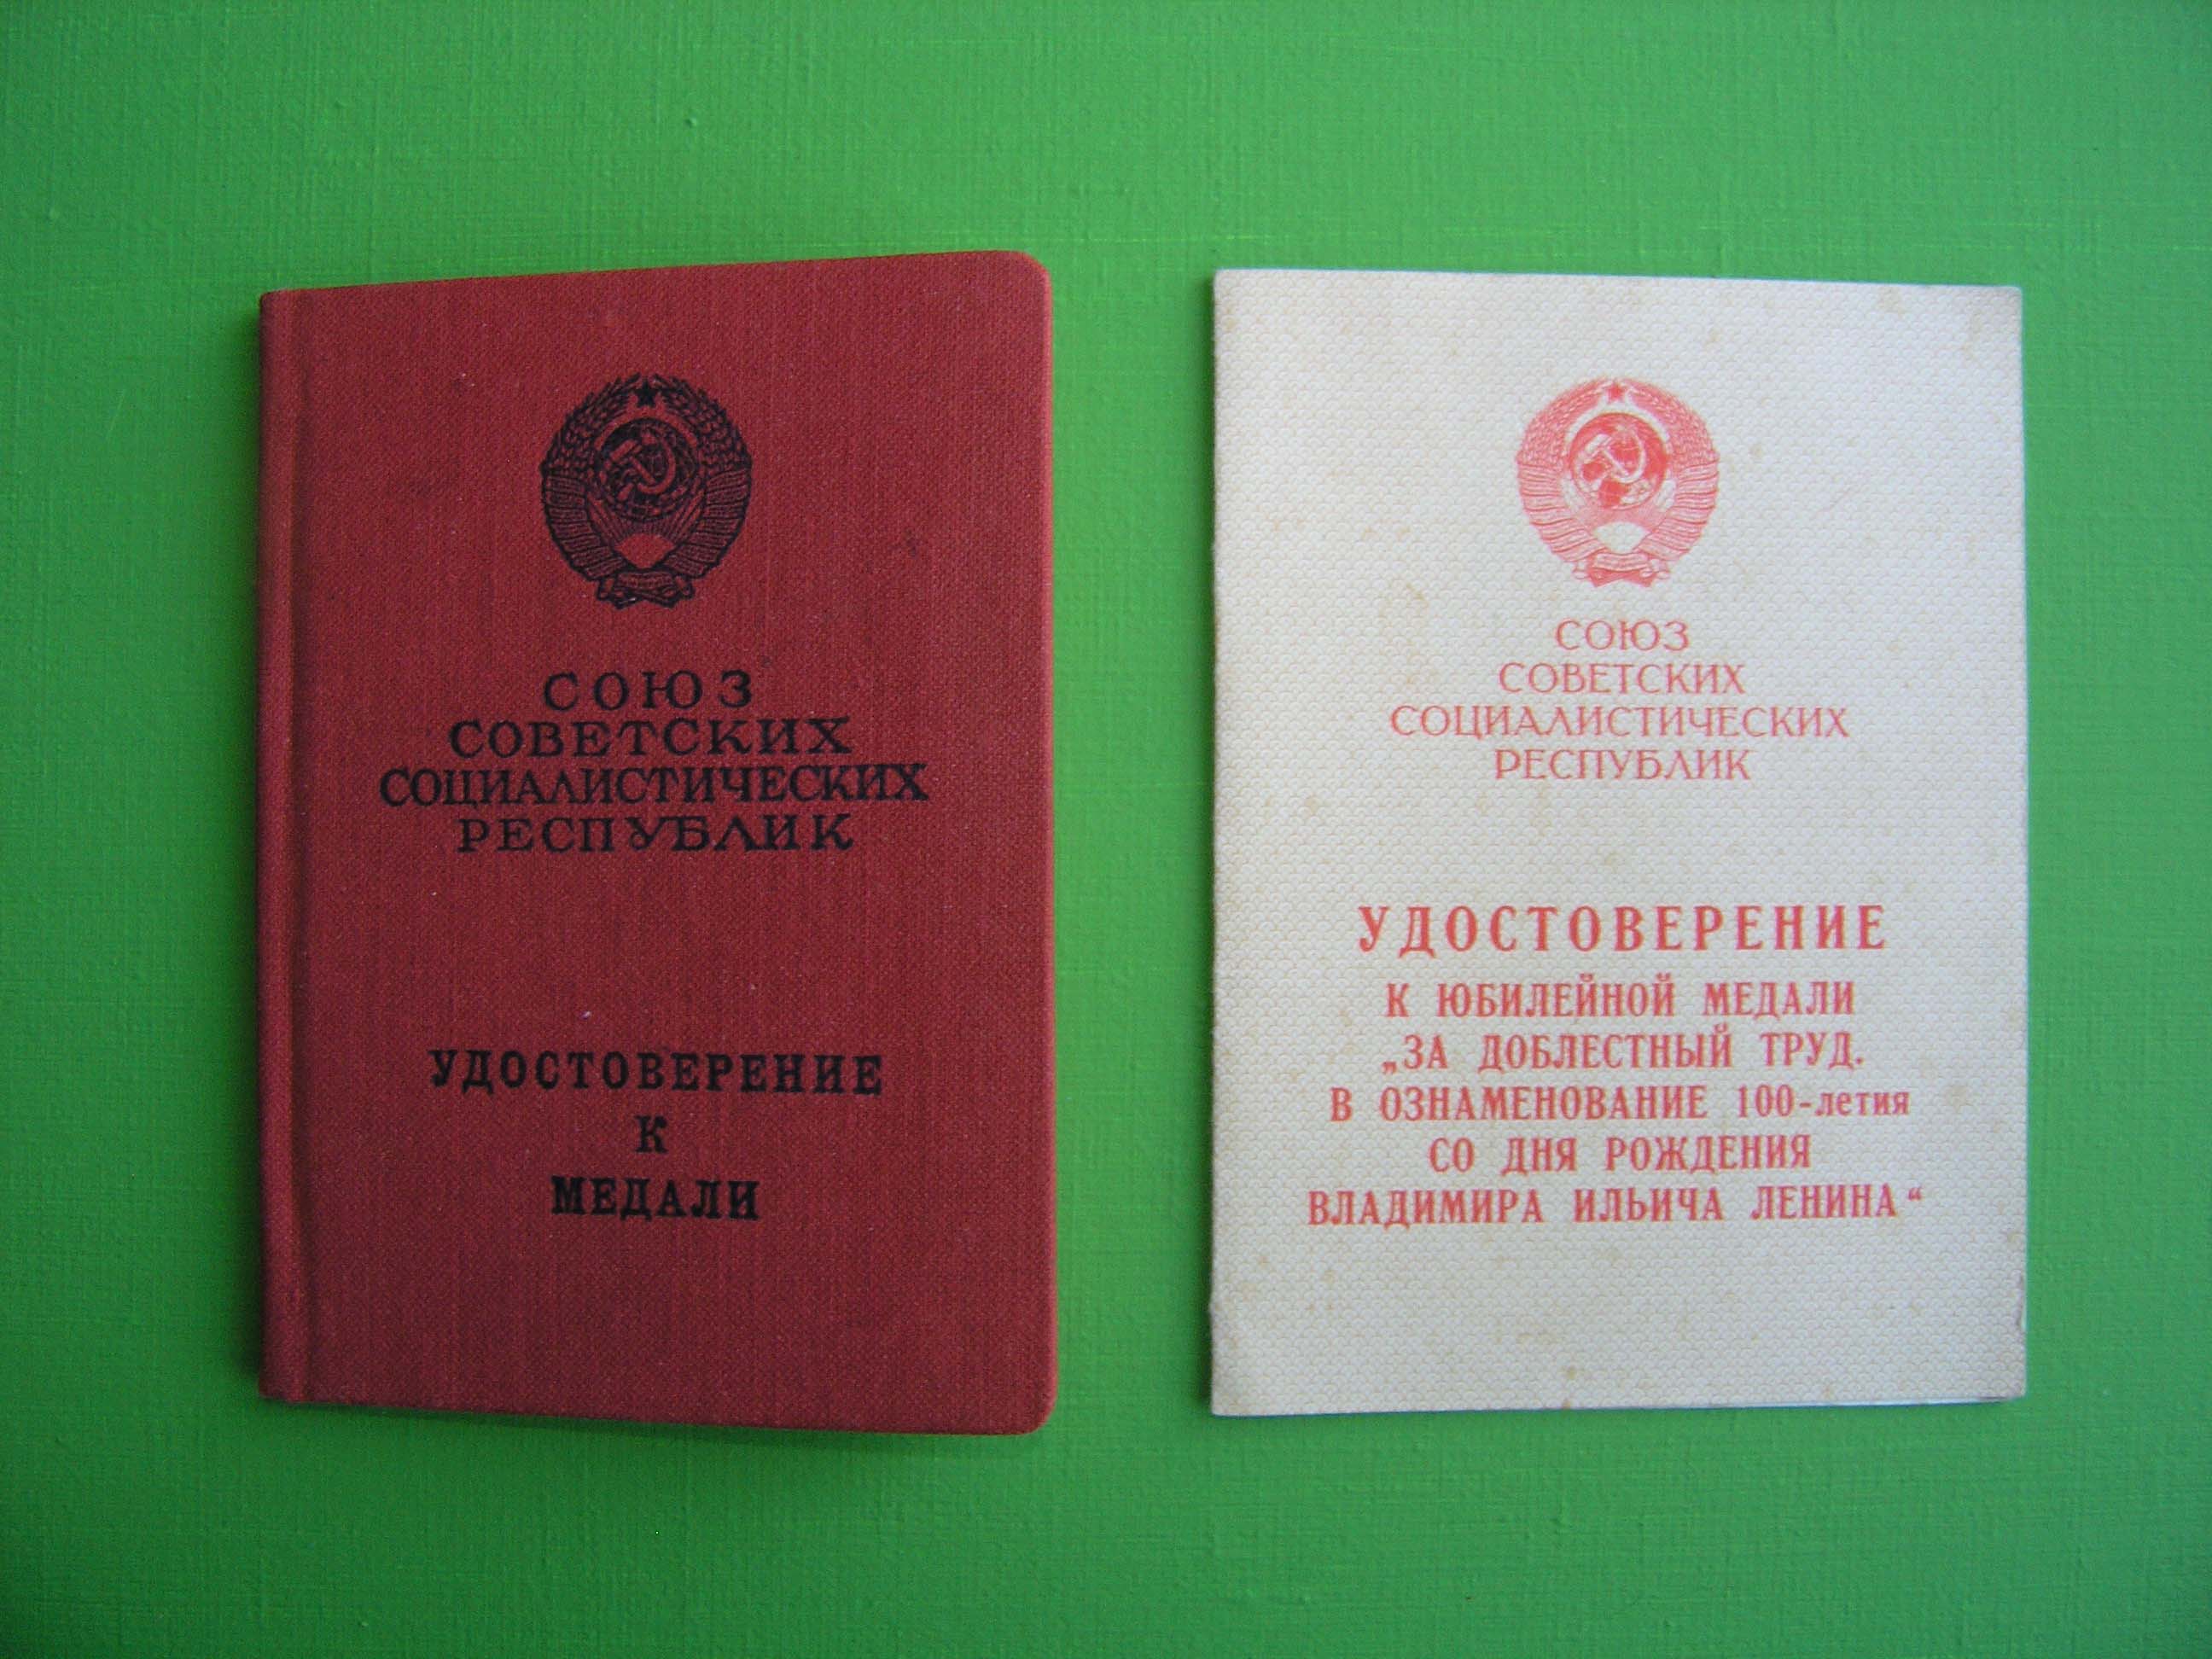 СОЮЗ
СОВЕТСКИХ
СОЦИАЛИСТИЧЕСКИХ
РЕСПУБЛИК
УДОСТОВЕРЕНИЕ
К
МЕДАЛИ
СОЮЗ
СОВЕТСКИХ
СОЦИАЛИСТИЧЕСКИХ
РЕСПУБЛИК
УДОСТОВЕРЕНИЕ
К ЮБИЛЕЙНОЙ МЕДАЛИ
„ЗА ДОБЛЕСТНЫЙ ТРУД.
В ОЗНАМЕНОВАНИЕ 100-летия
СО ДНЯ РОЖДЕНИЯ
ВЛАДИМИРА ИЛЬИЧА ЛЕНИНА“